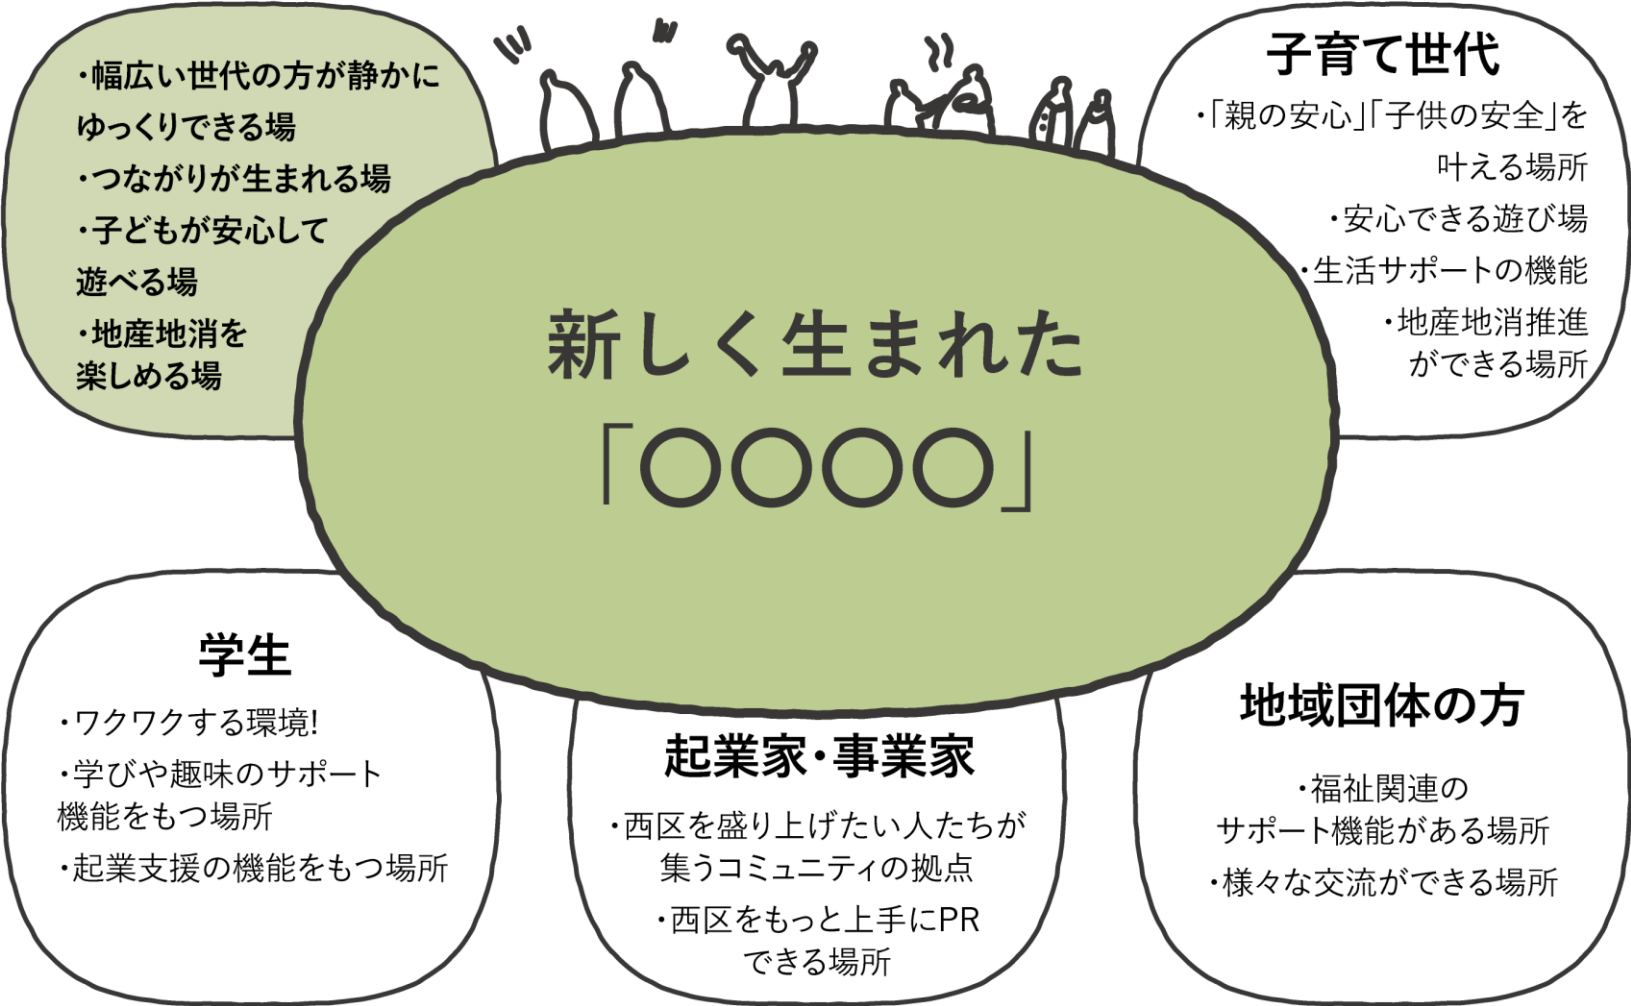 ・幅広い世代の方が静かに
ゆっくりできる場
・つながりが生まれる場
・子どもが安心して
遊べる場
・地産地消を
楽しめる場
子育て世代
・「親の安心」「子供の安全」を
叶える場所
・安心できる遊び場
・生活サポートの機能
・地産地消推進
ができる場所
新しく生まれた
「〇〇〇〇」
学生
・ワクワクする環境!
・学びや趣味のサポート
機能をもつ場所
・起業支援の機能をもつ場所
起業家・事業家
・西区を盛り上げたい人たちが
集うコミュニティの拠点
・西区をもっと上手にPR
できる場所
地域団体の方
・福祉関連の
サポート機能がある場所
・様々な交流ができる場所